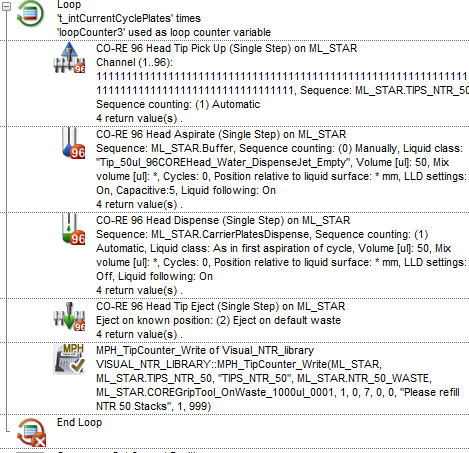 Loop
't_intCurrentCyclePlates' times
'loopCounter3' used as loop counter variable
CO-RE 96 Head Tip Pick Up (Single Step) on ML_STAR
Channel (1..96):
1111111111111111111111111111111111111111111111111111111111111
11111111111111111111111111111111111, Sequence: ML_STAR.TIPS_NTR_50
Sequence counting: (1) Automatic
4 return value(s) .
96
CO-RE 96 Head Aspirate (Single Step) on ML_STAR
Sequence: ML_STAR.Buffer, Sequence counting: (0) Manually, Liquid class:
"Tip_50ul_96COREHead_Water_DispenseJet_Empty", Volume [ul]: 50, Mix
volume [ul]: *, Cycles: 0, Position relative to liquid surface: * mm, LLD settings:
On, Capacitive:5, Liquid following: On
4 return value(s) .
96
CO-RE 96 Head Dispense (Single Step) on ML_STAR
Sequence: ML_STAR.CarrierPlatesDispense, Sequence counting: (1)
Automatic, Liquid class: As in first aspiration of cycle, Volume [ul]: 50, Mix
volume [ul]: *, Cycles: 0, Position relative to liquid surface: * mm, LLD settings:
Off, Liquid following: On
4 return value(s) .
96
CO-RE 96 Head Tip Eject (Single Step) on ML_STAR
Eject on known position: (2) Eject on default waste
4 return value(s) .
96
MPH
MPH_TipCounter_Write of Visual_NTR_library
VISUAL_NTR_LIBRARY::MPH_TipCounter_Write(ML_STAR,
ML_STAR.TIPS_NTR_50, "TIPS_NTR_50", ML_STAR.NTR_50_WASTE,
ML_STAR.COREGripTool_OnWaste_1000ul_0001, 1, 0, 7, 0, 0, "Please refill
NTR 50 Stacks", 1, 999)
End Loop